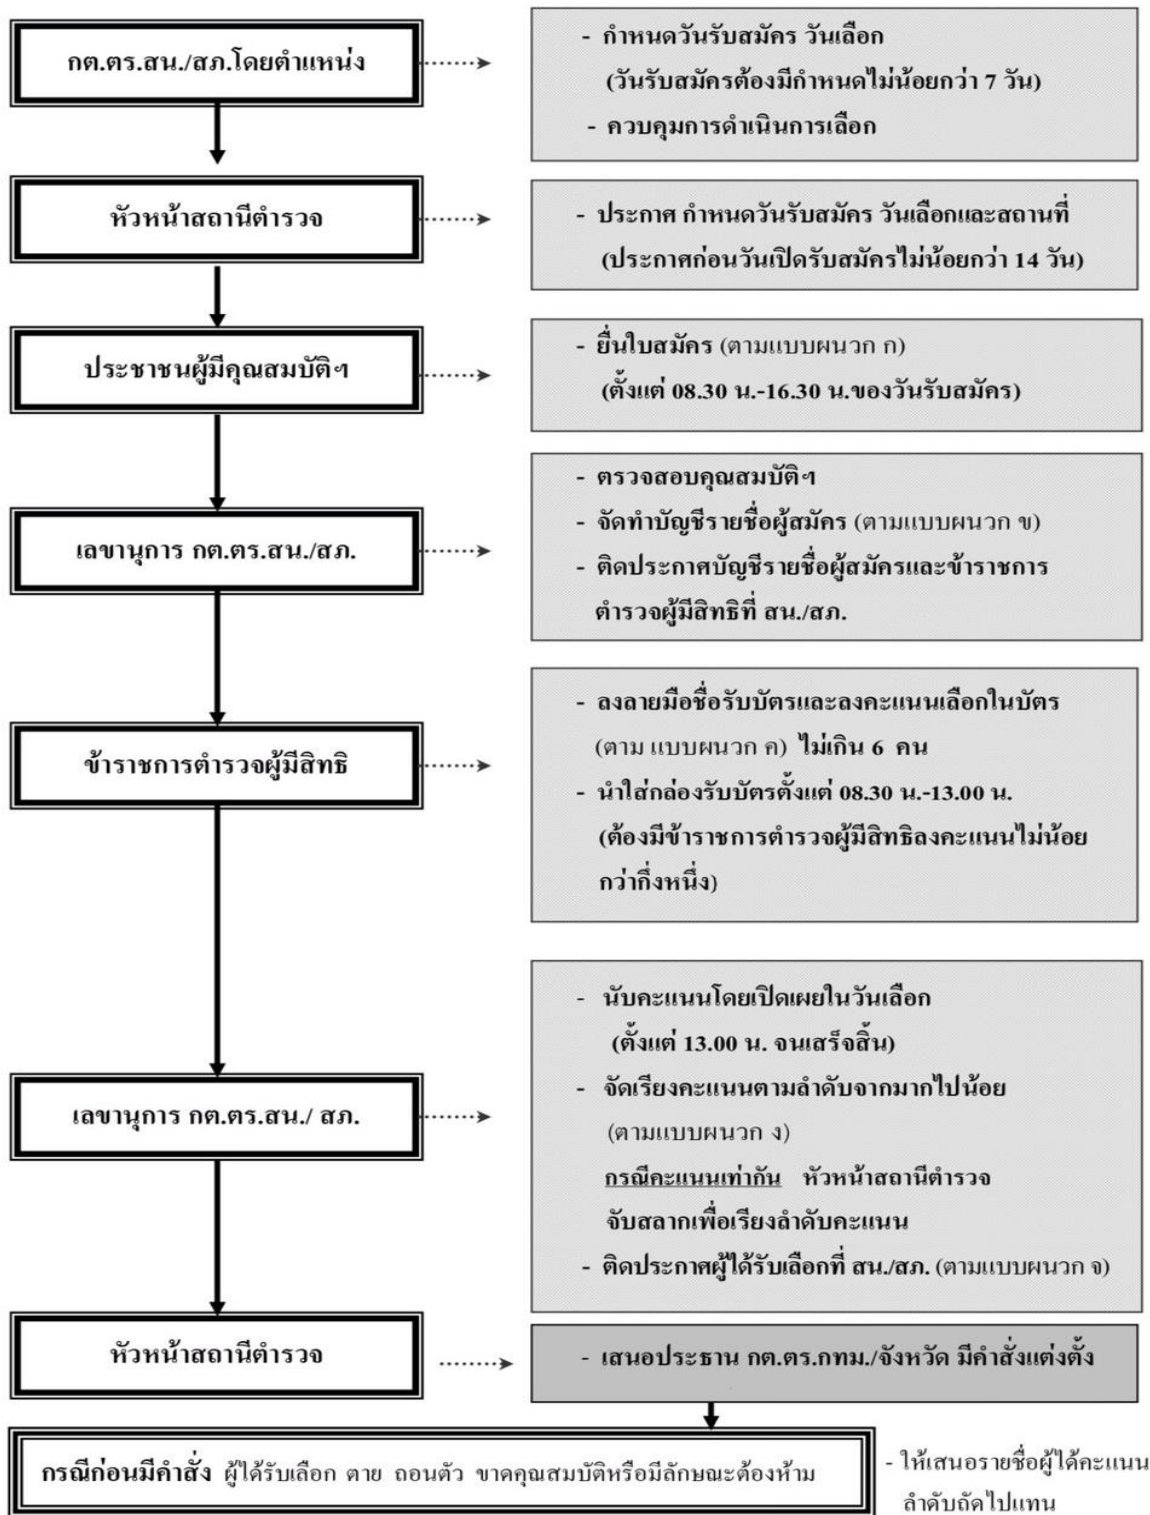 กต.ตร.สน./สภ.โดยตำแหน่ง
- กำหนดวันรับสมัคร วันเลือก
(วันรับสมัครต้องมีกำหนดไม่น้อยกว่า 7 วัน)
- ควบคุมการดำเนินการเลือก
หัวหน้าสถานีตำรวจ
- ประกาศ กำหนดวันรับสมัคร วันเลือกและสถานที่
(ประกาศก่อนวันเปิดรับสมัครไม่น้อยกว่า 14 วัน)
ประชาชนผู้มีคุณสมบัติฯ
- ยื่นใบสมัคร (ตามแบบผนวก ก)
(ตั้งแต่ 08.30 น.-16.30 น.ของวันรับสมัคร)
เลขานุการ กต.ตร.สน./สภ.
- ตรวจสอบคุณสมบัติฯ
- จัดทำบัญชีรายชื่อผู้สมัคร (ตามแบบผนวก ข)
- ติดประกาศบัญชีรายชื่อผู้สมัครและข้าราชการ
ตำรวจผู้มีสิทธิที่ สน./สภ.
ข้าราชการตำรวจผู้มีสิทธิ
- ลงลายมือชื่อรับบัตรและลงคะแนนเลือกในบัตร
(ตาม แบบผนวก ค) ไม่เกิน 6 คน
- นำใส่กล่องรับบัตรตั้งแต่ 08.30 น.-13.00 น.
(ต้องมีข้าราชการตำรวจผู้มีสิทธิลงคะแนนไม่น้อย
กว่ากึ่งหนึ่ง)
เลขานุการ กต.ตร.สน./ สภ.
- นับคะแนนโดยเปิดเผยในวันเลือก
(ตั้งแต่ 13.00 น. จนเสร็จสิ้น)
- จัดเรียงคะแนนตามลำดับจากมากไปน้อย
(ตามแบบผนวก ง)
กรณีคะแนนเท่ากัน หัวหน้าสถานีตำรวจ
จับสลากเพื่อเรียงลำดับคะแนน
- ติดประกาศผู้ได้รับเลือกที่ สน./สภ. (ตามแบบผนวก จ)
หัวหน้าสถานีตำรวจ
- เสนอประธาน กต.ตร.กทม./จังหวัด มีคำสั่งแต่งตั้ง
กรณีก่อนมีคำสั่ง ผู้ได้รับเลือก ตาย ถอนตัว ขาดคุณสมบัติหรือมีลักษณะต้องห้าม
- ให้เสนอรายชื่อผู้ได้คะแนน
ลำดับถัดไปแทน